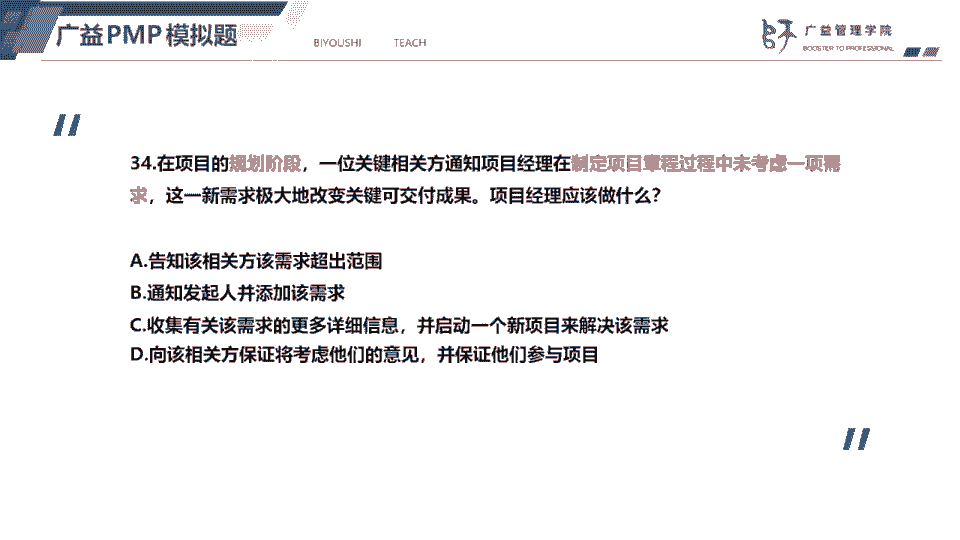 广益PMP模拟题
BIYOUSHI TEACH
广益管理学院
BOOSTER TO PROFESSIONAL
34.在项目的规划阶段，一位关键相关方通知项目经理在制定项目章程过程中未考虑一项需
求，这一新需求极大地改变关键可交付成果。项目经理应该做什么？
A.告知该相关方该需求超出范围
B.通知发起人并添加该需求
C.收集有关该需求的更多详细信息，并启动一个新项目来解决该需求
D.向该相关方保证将考虑他们的意见，并保证他们参与项目